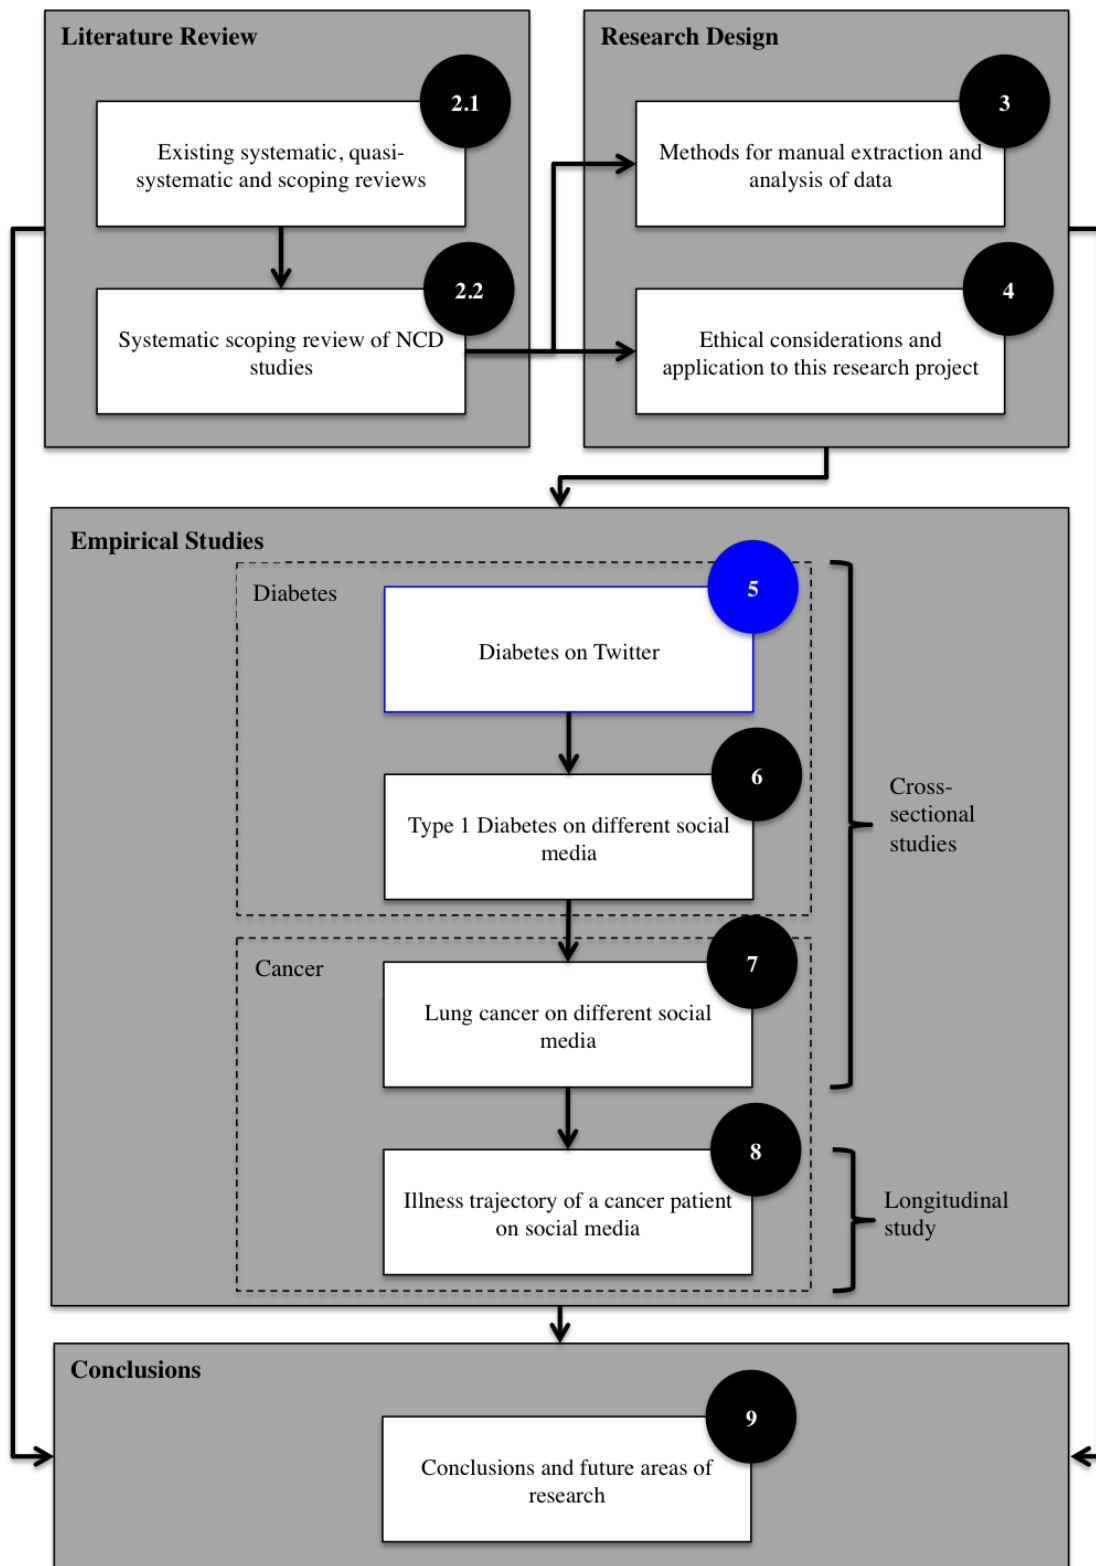 Literature Review
2.1
Existing systematic, quasi-
systematic and scoping reviews
2.2
Systematic scoping review of NCD
studies
Research Design
3
Methods for manual extraction and
analysis of data
4
Ethical considerations and
application to this research project
Empirical Studies
Diabetes
5
Diabetes on Twitter
6
Type 1 Diabetes on different social
media
Cross-
sectional
studies
Cancer
7
Lung cancer on different social
media
8
Illness trajectory of a cancer patient
on social media
Longitudinal
study
Conclusions
9
Conclusions and future areas of
research